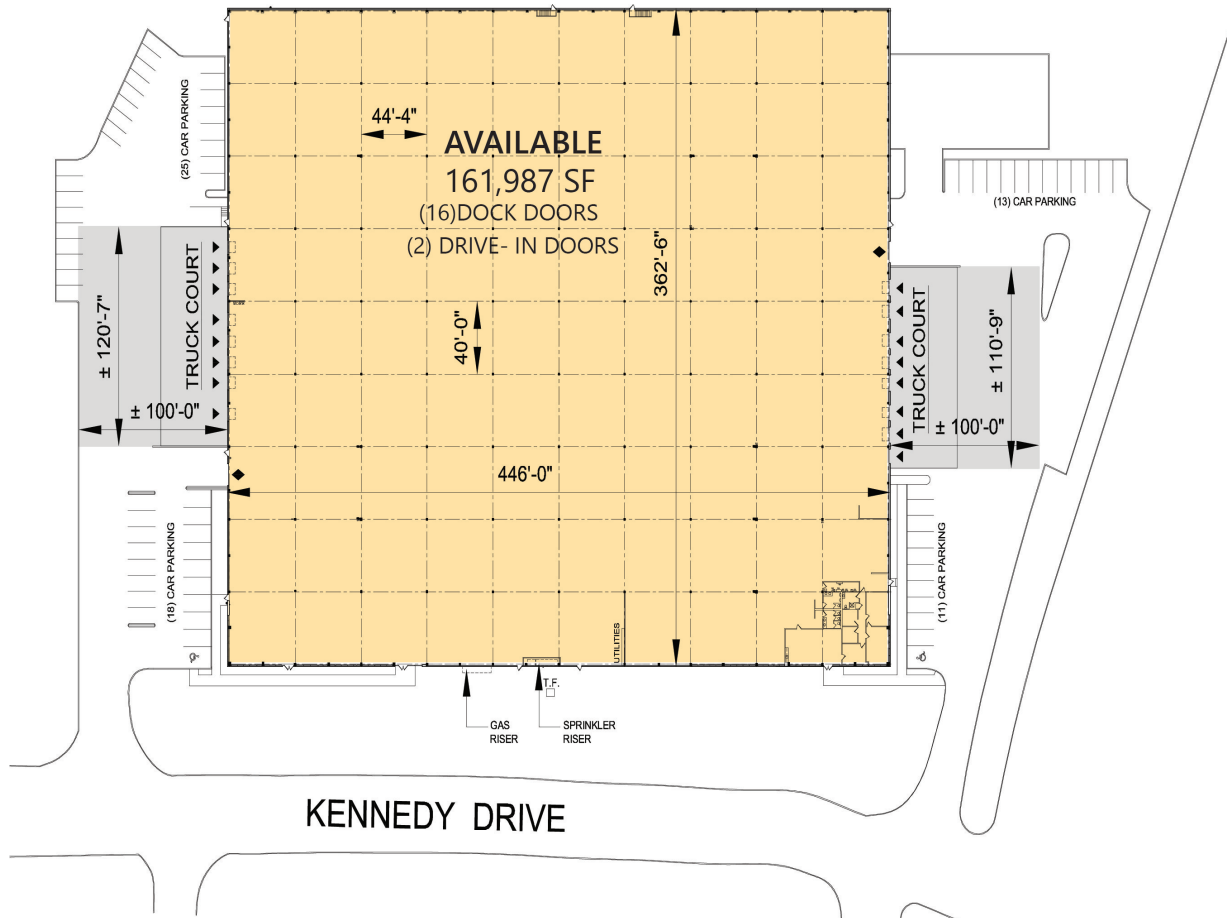 (25) CAR PARKING
44'-4"
AVAILABLE
161,987 SF
(16)DOCK DOORS
(2) DRIVE- IN DOORS
362'-6"
(13) CAR PARKING
TRUCK COURT
± 120'-7"
± 100'-0"
40'-0"
TRUCK COURT
± 110'-9"
± 100'-0"
446'-0"
(18) CAR PARKING
(11) CAR PARKING
UTILITIES
T.F.
GAS
RISER
SPRINKLER
RISER
KENNEDY DRIVE